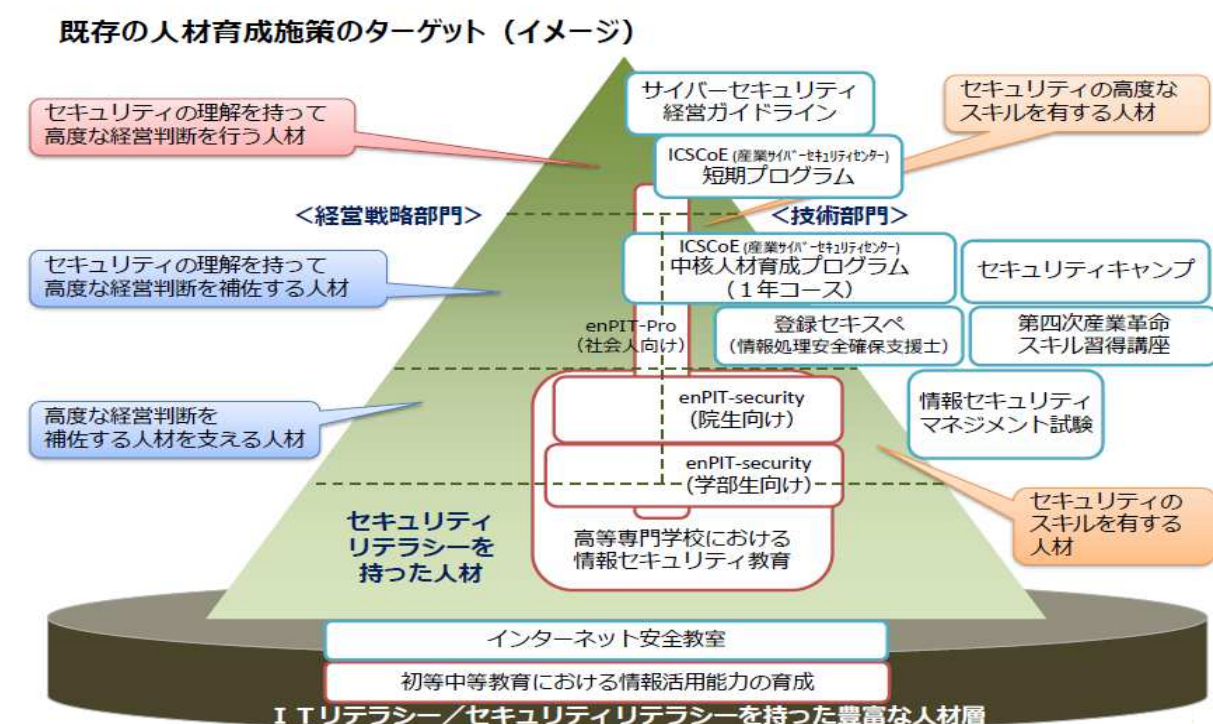 既存の人材育成施策のターゲット（イメージ）
サイバーセキュリティ
経営ガイドライン
セキュリティの高度な
スキルを有する人材
セキュリティの理解を持って
高度な経営判断を行う人材
ICSCoE (産業ｻｲﾊﾞｰｾｷｭﾘﾃｨｾﾝﾀｰ)
短期プログラム
＜経営戦略部門＞
＜技術部門＞
ICSCoE (産業ｻｲﾊﾞｰｾｷｭﾘﾃｨｾﾝﾀｰ)
中核人材育成プログラム
（１年コース）
セキュリティキャンプ
セキュリティの理解を持って
高度な経営判断を補佐する人材
enPIT-Pro
（社会人向け）
登録セキスペ
（情報処理安全確保支援士）
第四次産業革命
スキル習得講座
enPIT-security
（院生向け）
情報セキュリティ
マネジメント試験
高度な経営判断を
補佐する人材を支える人材
enPIT-security
（学部生向け）
セキュリティの
スキルを有する
人材
セキュリティ
リテラシーを
持った人材
高等専門学校における
情報セキュリティ教育
インターネット安全教室
初等中等教育における情報活用能力の育成
ＩＴリテラシー／セキュリティリテラシーを持った豊富な人材層